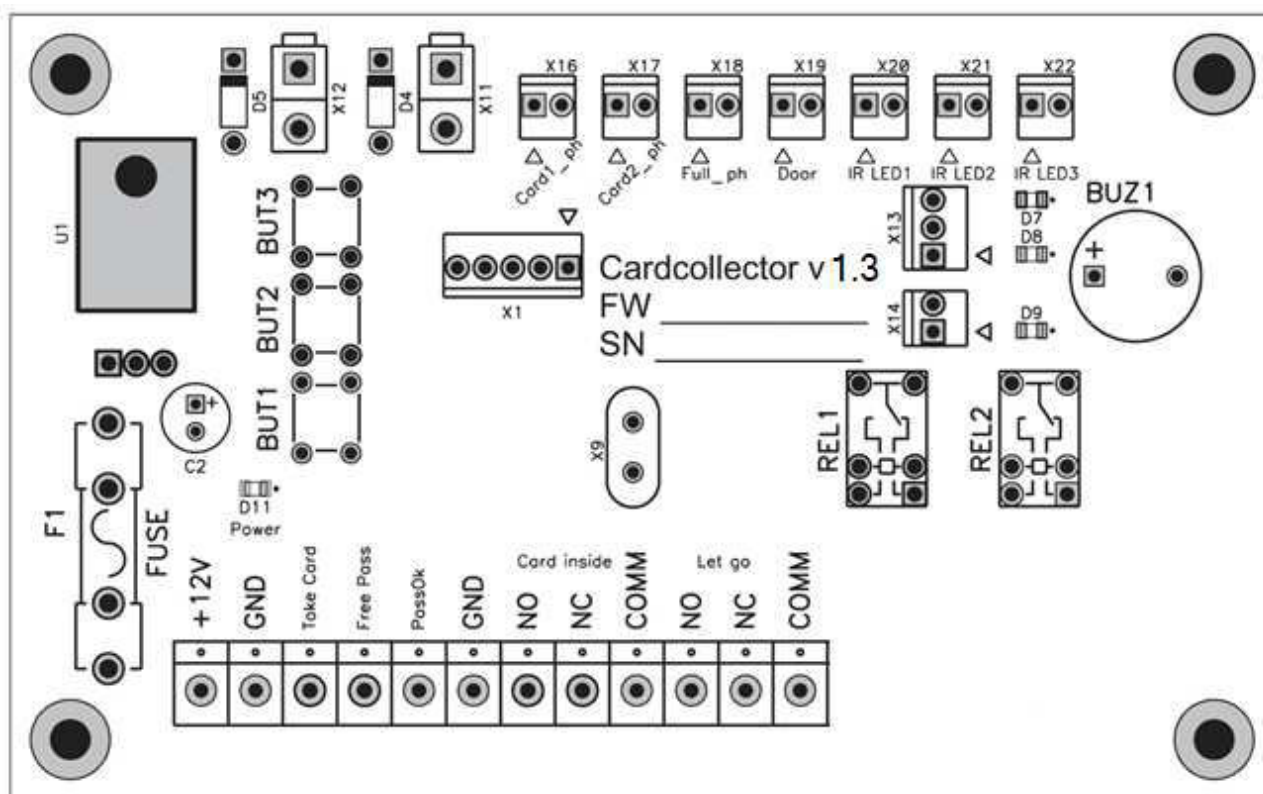 X16 X17 X18 X19 X20 X21 X22
D5
X12
D4
X11
Card1_ph Card2_ph Full_ph Door IR LED1 IR LED2 IR LED3
U1
BUT3
X13
D7
D8
BUZ1
+
Cardcollector v 1.3
X1
FW
SN
X14
D9
BUT2
BUT1
C2
+
X9
REL1
REL2
D11
Power
F1
FUSE
Card inside Let go
+12V GND Take Card Free Pass PassOk GND NO NC COMM NO NC COMM